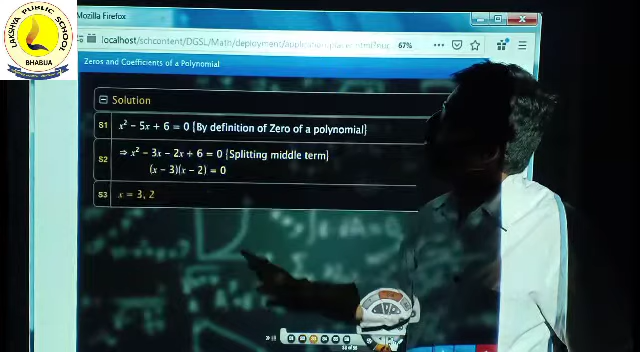 LAKSHYA PUBLIC SCHOOL
BHABUA
Mozilla Firefox
localhost/schcontent/DGSL/Math/deployment/application/
67%
Zeros and Coefficients of a Polynomial
Solution
S1 x² − 5x + 6 = 0 {By definition of Zero of a polynomial}
S2 ⇒ x² − 3x − 2x + 6 = 0 {Splitting middle term}
(x − 3)(x − 2) = 0
S3 x = 3, 2